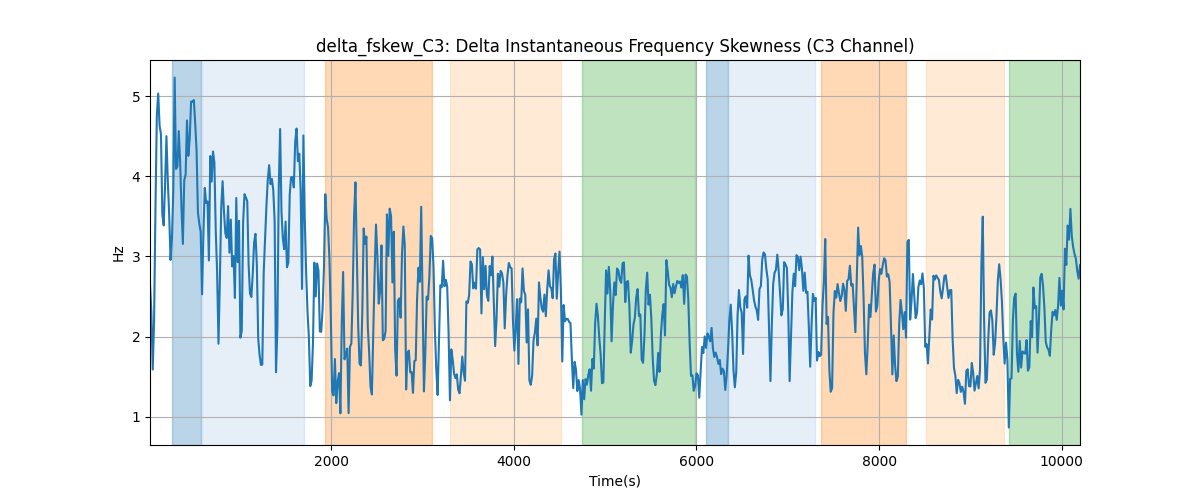 delta_fskew_C3: Delta Instantaneous Frequency Skewness (C3 Channel)
5
4
3
2
1
Hz
2000 4000 6000 8000 10000
Time(s)